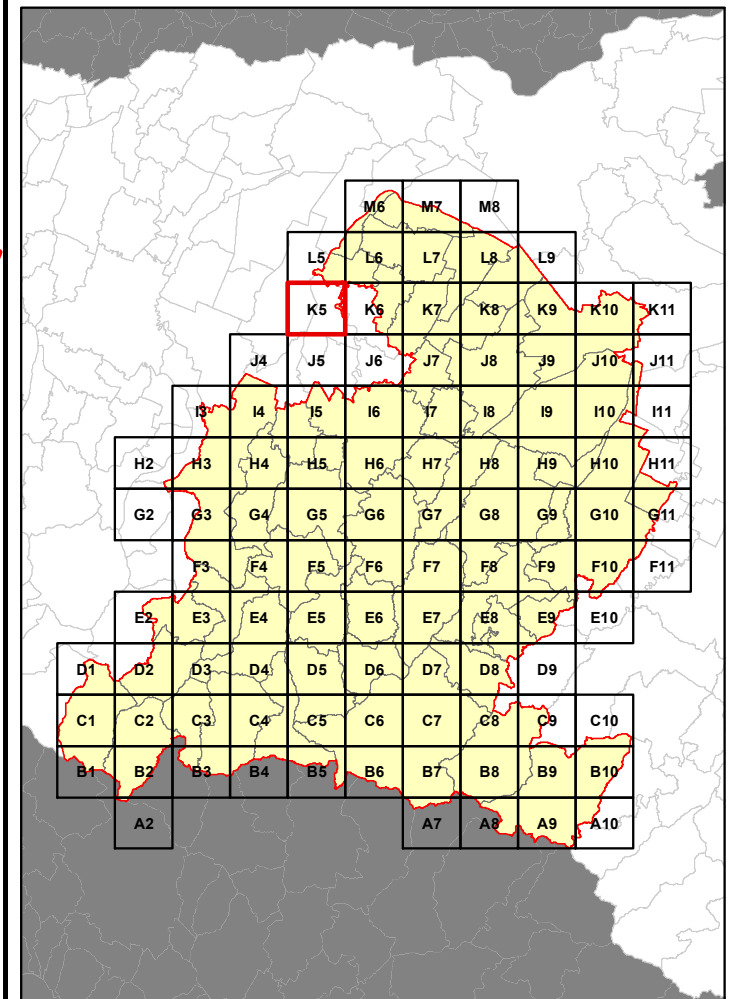 M6 M7 M8
L5 L6 L7 L8 L9
K5 K6 K7 K8 K9 K10 K11
J4 J5 J6 J7 J8 J9 J10 J11
I3 I4 I5 I6 I7 I8 I9 I10 I11
H2 H3 H4 H5 H6 H7 H8 H9 H10 H11
G2 G3 G4 G5 G6 G7 G8 G9 G10 G11
F3 F4 F5 F6 F7 F8 F9 F10 F11
E2 E3 E4 E5 E6 E7 E8 E9 E10
D1 D2 D3 D4 D5 D6 D7 D8 D9
C1 C2 C3 C4 C5 C6 C7 C8 C9 C10
B1 B2 B3 B4 B5 B6 B7 B8 B9 B10
A2 A7 A8 A9 A10